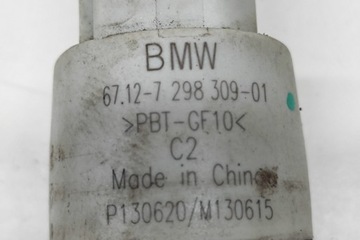 BMW
67.12-7 298 309-01
>PBT-GF10<
C2
Made in China
P130620/M130615